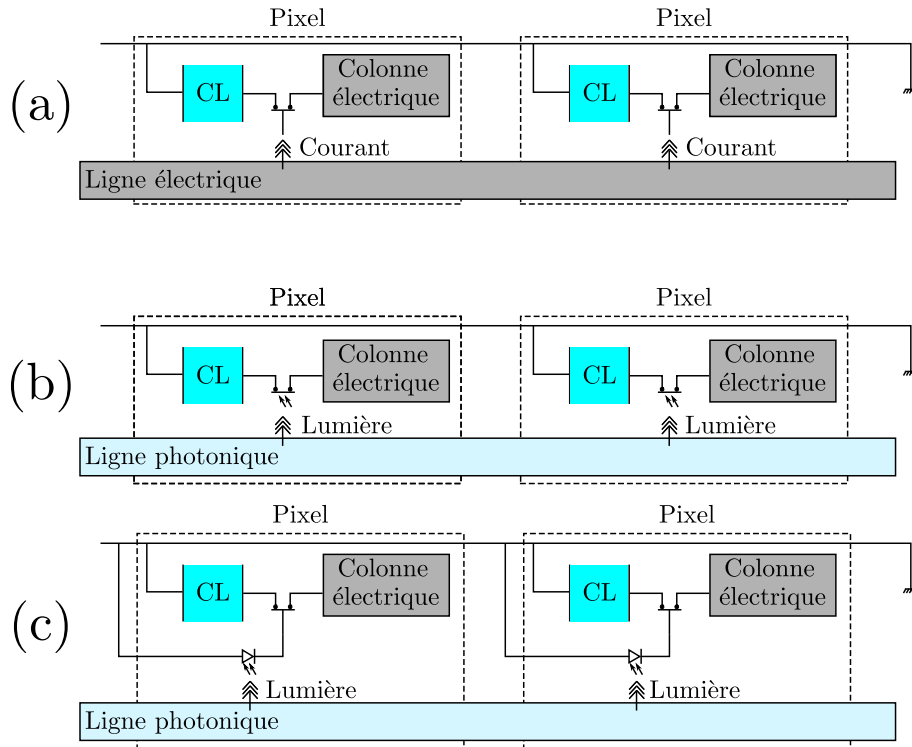 Pixel
Pixel
(a)
CL
Colonne
électrique
CL
Colonne
électrique
Courant
Courant
Ligne électrique
Pixel
Pixel
(b)
CL
Colonne
électrique
CL
Colonne
électrique
Lumière
Lumière
Ligne photonique
Pixel
Pixel
(c)
CL
Colonne
électrique
CL
Colonne
électrique
Lumière
Lumière
Ligne photonique